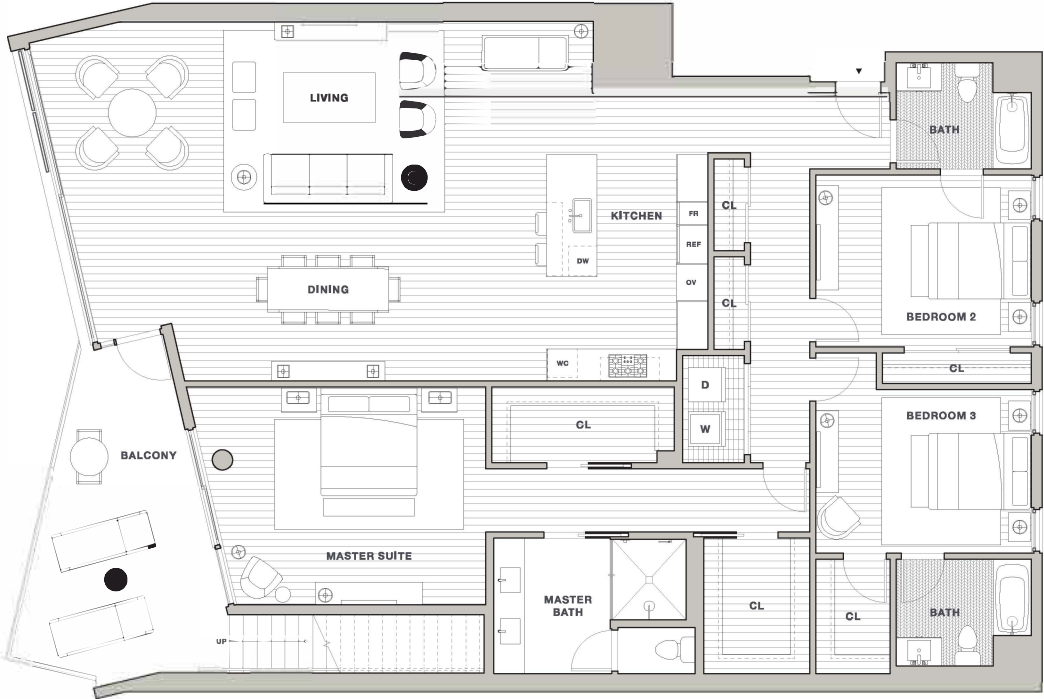 LIVING
BATH
CL
KITCHEN
FR
REF
DW
OV
DINING
CL
BEDROOM 2
WC
CL
D
BEDROOM 3
W
CL
BALCONY
MASTER SUITE
MASTER
BATH
CL
CL
BATH
UP